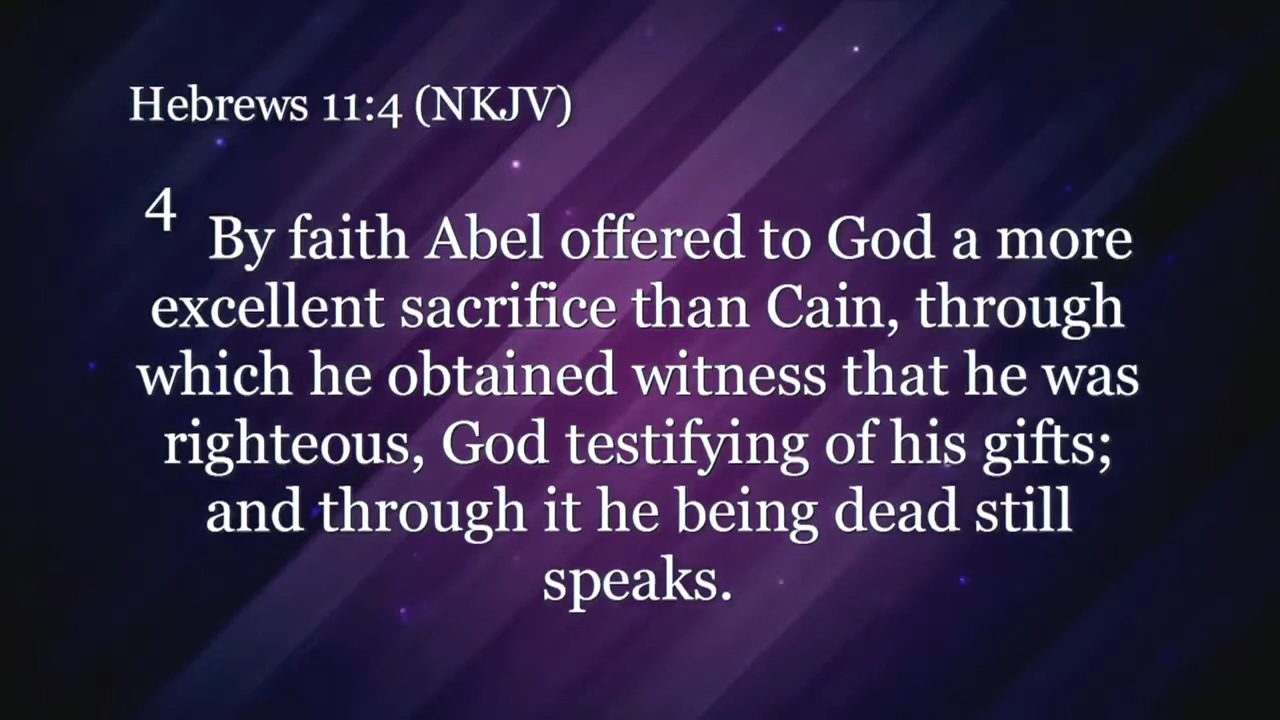 Hebrews 11:4 (NKJV)
4 By faith Abel offered to God a more
excellent sacrifice than Cain, through
which he obtained witness that he was
righteous, God testifying of his gifts;
and through it he being dead still
speaks.